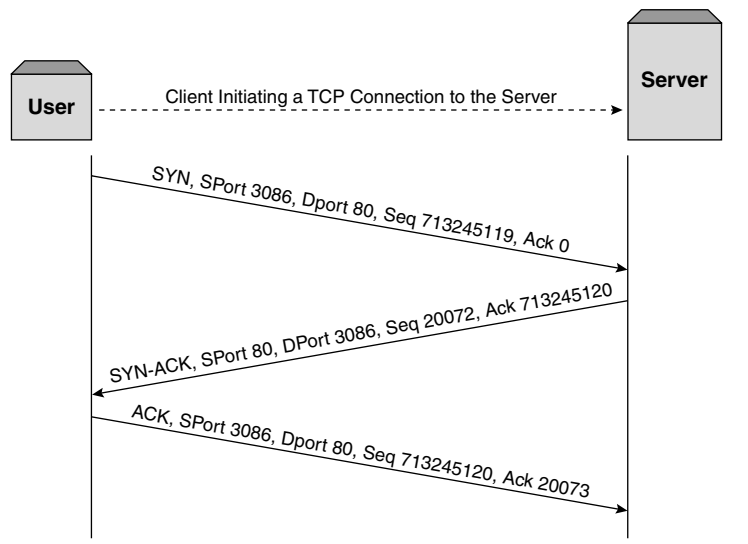 User
Client Initiating a TCP Connection to the Server
Server
SYN, SPort 3086, Dport 80, Seq 713245119, Ack 0
SYN-ACK, SPort 80, DPort 3086, Seq 20072, Ack 713245120
ACK, SPort 3086, Dport 80, Seq 713245120, Ack 20073